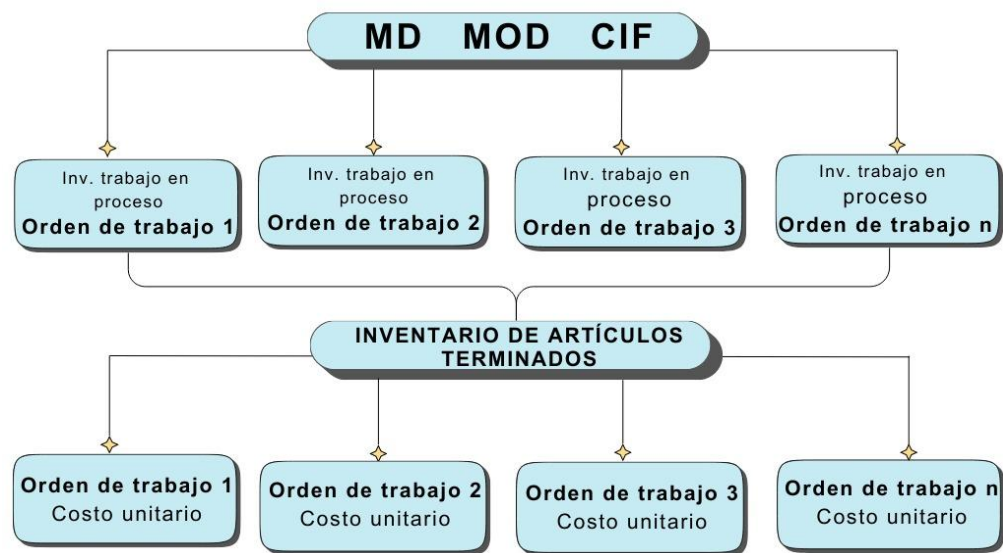 MD MOD CIF
Inv. trabajo en
proceso
Orden de trabajo 1
Inv. trabajo en
proceso
Orden de trabajo 2
Inv. trabajo en
proceso
Orden de trabajo 3
Inv. trabajo en
proceso
Orden de trabajo n
INVENTARIO DE ARTÍCULOS
TERMINADOS
Orden de trabajo 1
Costo unitario
Orden de trabajo 2
Costo unitario
Orden de trabajo 3
Costo unitario
Orden de trabajo n
Costo unitario